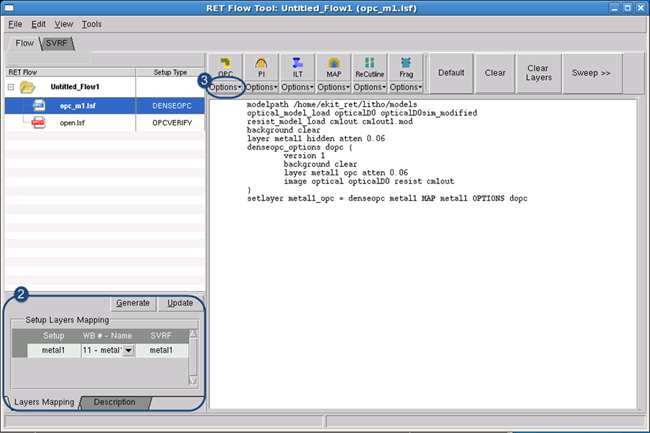 RET Flow Tool: Untitled_Flow1 (opc_m1.lsf)
File Edit View Tools
Flow SVRF
RET Flow Setup Type
Untitled_Flow1
opc_m1.lsf DENSEOPC
open.lsf OPCVERIFY
3
OPC PI ILT MAP ReCutline Frag
Options Options Options Options Options Options
Default Clear Clear Layers Sweep >>
modelpath /home/ekit_ret/litho/models
optical_model_load opticalD0 opticalD0sim_modified
resist_model_load cm1out cm1out1.mod
background clear
layer metal1 hidden atten 0.06
denseopc_options dopc {
version 1
background clear
layer metal1 opc atten 0.06
image optical opticalD0 resist cm1out
}
setlayer metal1_opc = denseopc metal1 MAP metal1 OPTIONS dopc
2
Generate Update
Setup Layers Mapping
Setup WB # - Name SVRF
metal1 11 - metal' metal1
Layers Mapping Description